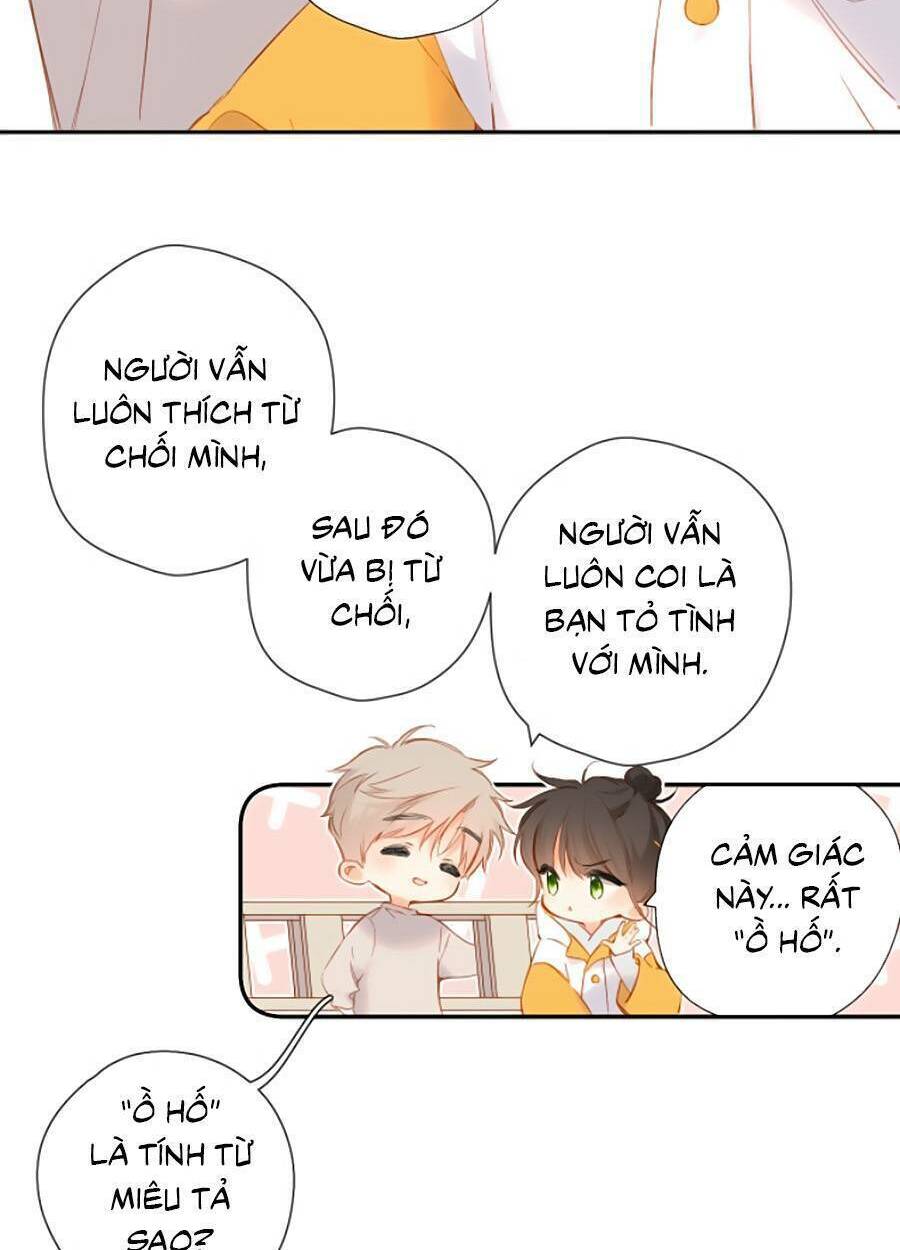 NGƯỜI VẪN
LUÔN THÍCH TỪ
CHỐI MÌNH,
SAU ĐÓ
VỪA BỊ TỪ
CHỐI,
NGƯỜI VẪN
LUÔN COI LÀ
BẠN TỎ TÌNH
VỚI MÌNH.
CẢM GIÁC
NÀY... RẤT
"Ồ HỐ".
"Ồ HỐ"
LÀ TÍNH TỪ
MIÊU TẢ
SAO?